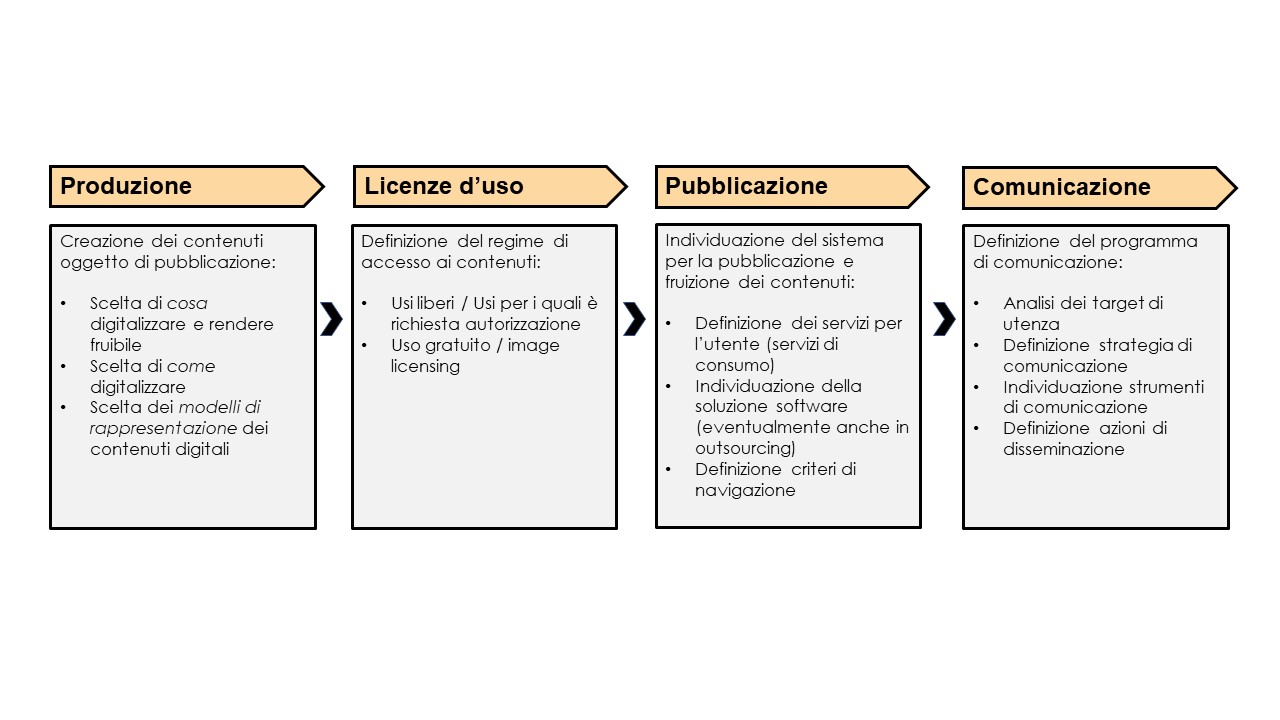 Produzione
Creazione dei contenuti
oggetto di pubblicazione:
• Scelta di cosa
digitalizzare e rendere
fruibile
• Scelta di come
digitalizzare
• Scelta dei modelli di
rappresentazione dei
contenuti digitali
Licenze d’uso
Definizione del regime di
accesso ai contenuti:
• Usi liberi / Usi per i quali è
richiesta autorizzazione
• Uso gratuito / image
licensing
Pubblicazione
Individuazione del sistema
per la pubblicazione e
fruizione dei contenuti:
• Definizione dei servizi per
l’utente (servizi di
consumo)
• Individuazione della
soluzione software
(eventualmente anche in
outsourcing)
• Definizione criteri di
navigazione
Comunicazione
Definizione del programma
di comunicazione:
• Analisi dei target di
utenza
• Definizione strategia di
comunicazione
• Individuazione strumenti
di comunicazione
• Definizione azioni di
disseminazione